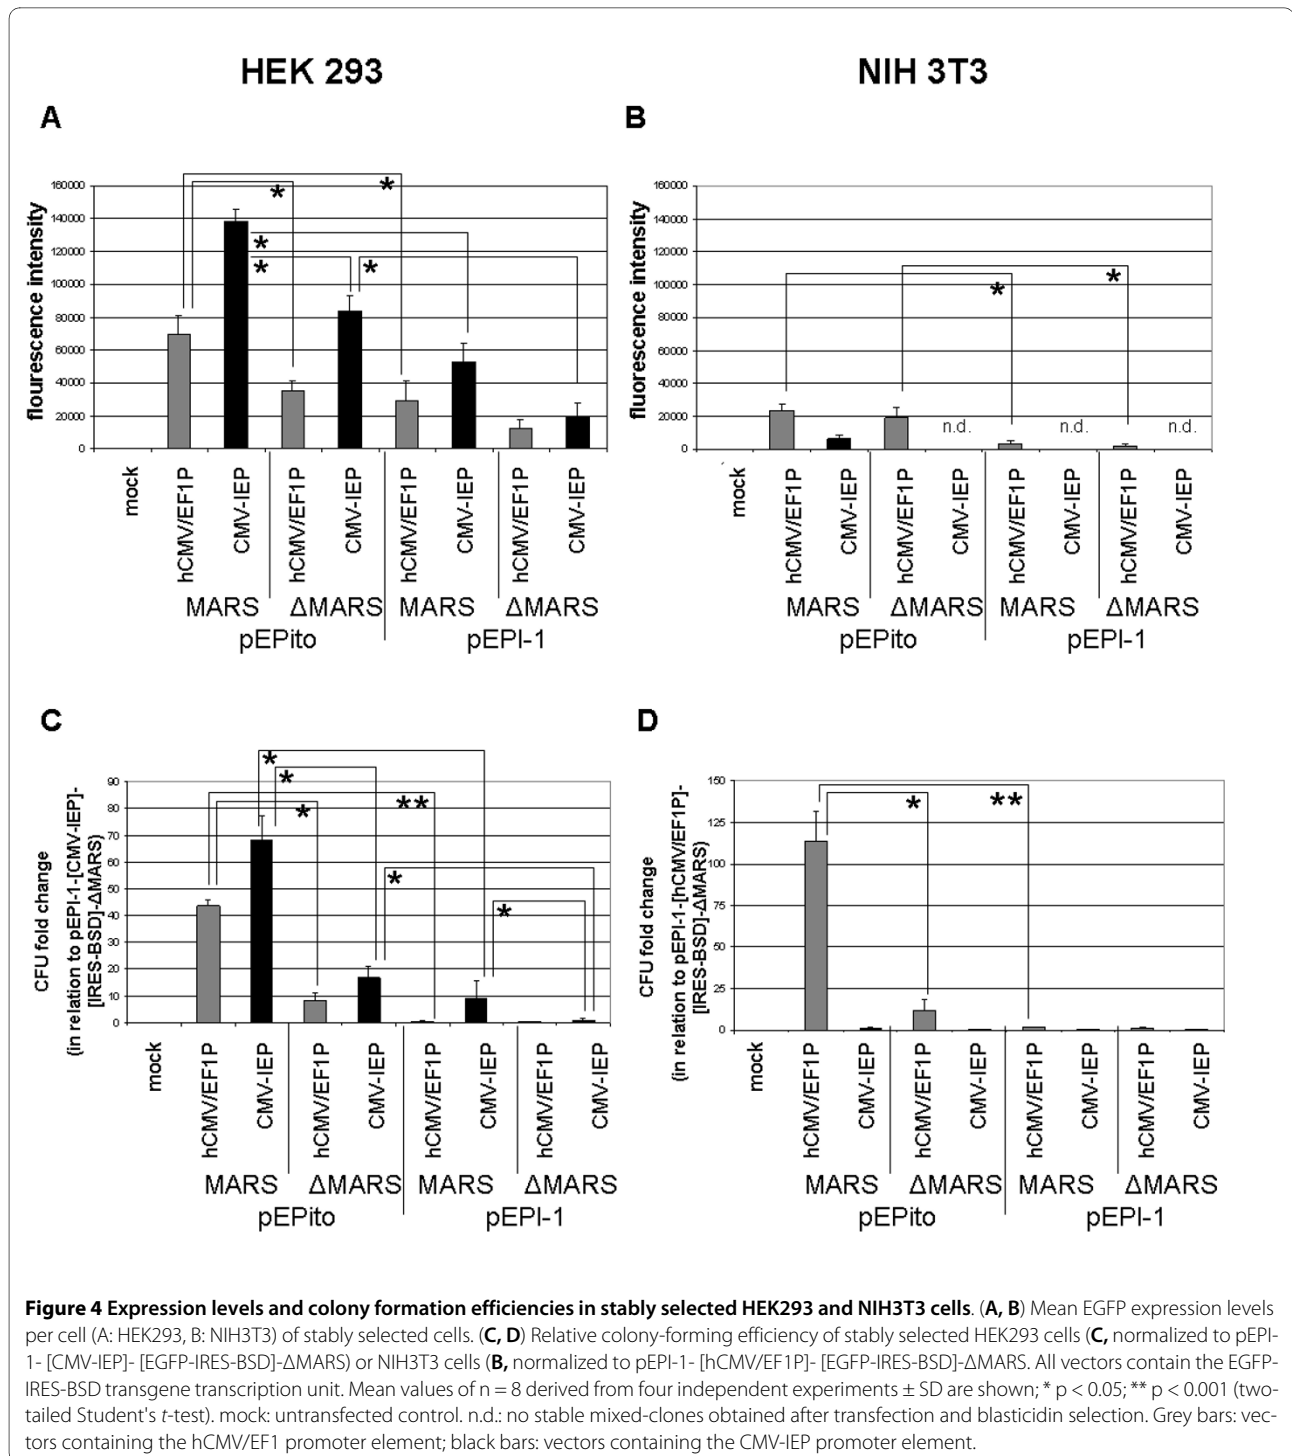 HEK 293
NIH 3T3
A
B
flourescence intensity
160000
140000
120000
100000
80000
60000
40000
20000
0
*
*
*
*
*
mock
hCMV/EF1P
CMV-IEP
hCMV/EF1P
CMV-IEP
hCMV/EF1P
CMV-IEP
hCMV/EF1P
CMV-IEP
MARS
ΔMARS
MARS
ΔMARS
pEPito
pEPI-1
fluorescence intensity
160000
140000
120000
100000
80000
60000
40000
20000
0
*
*
n.d.
n.d.
n.d.
mock
hCMV/EF1P
CMV-IEP
hCMV/EF1P
CMV-IEP
hCMV/EF1P
CMV-IEP
hCMV/EF1P
CMV-IEP
MARS
ΔMARS
MARS
ΔMARS
pEPito
pEPI-1
C
D
CFU fold change
(in relation to pEPI-1-[CMV-IEP]-
[IRES-BSD]-ΔMARS)
90
80
70
60
50
40
30
20
10
0
*
*
**
*
*
*
mock
hCMV/EF1P
CMV-IEP
hCMV/EF1P
CMV-IEP
hCMV/EF1P
CMV-IEP
hCMV/EF1P
CMV-IEP
MARS
ΔMARS
MARS
ΔMARS
pEPito
pEPI-1
CFU fold change
(in relation to pEPI-1-[hCMV/EF1P]-
[IRES-BSD]-ΔMARS)
150
125
100
75
50
25
0
*
**
mock
hCMV/EF1P
CMV-IEP
hCMV/EF1P
CMV-IEP
hCMV/EF1P
CMV-IEP
hCMV/EF1P
CMV-IEP
MARS
ΔMARS
MARS
ΔMARS
pEPito
pEPI-1
Figure 4 Expression levels and colony formation efficiencies in stably selected HEK293 and NIH3T3 cells. (A, B) Mean EGFP expression levels
per cell (A: HEK293, B: NIH3T3) of stably selected cells. (C, D) Relative colony-forming efficiency of stably selected HEK293 cells (C, normalized to pEPI-
1- [CMV-IEP]- [EGFP-IRES-BSD]-ΔMARS) or NIH3T3 cells (B, normalized to pEPI-1- [hCMV/EF1P]- [EGFP-IRES-BSD]-ΔMARS. All vectors contain the EGFP-
IRES-BSD transgene transcription unit. Mean values of n = 8 derived from four independent experiments ± SD are shown; * p < 0.05; ** p < 0.001 (two-
tailed Student's t-test). mock: untransfected control. n.d.: no stable mixed-clones obtained after transfection and blasticidin selection. Grey bars: vec-
tors containing the hCMV/EF1 promoter element; black bars: vectors containing the CMV-IEP promoter element.